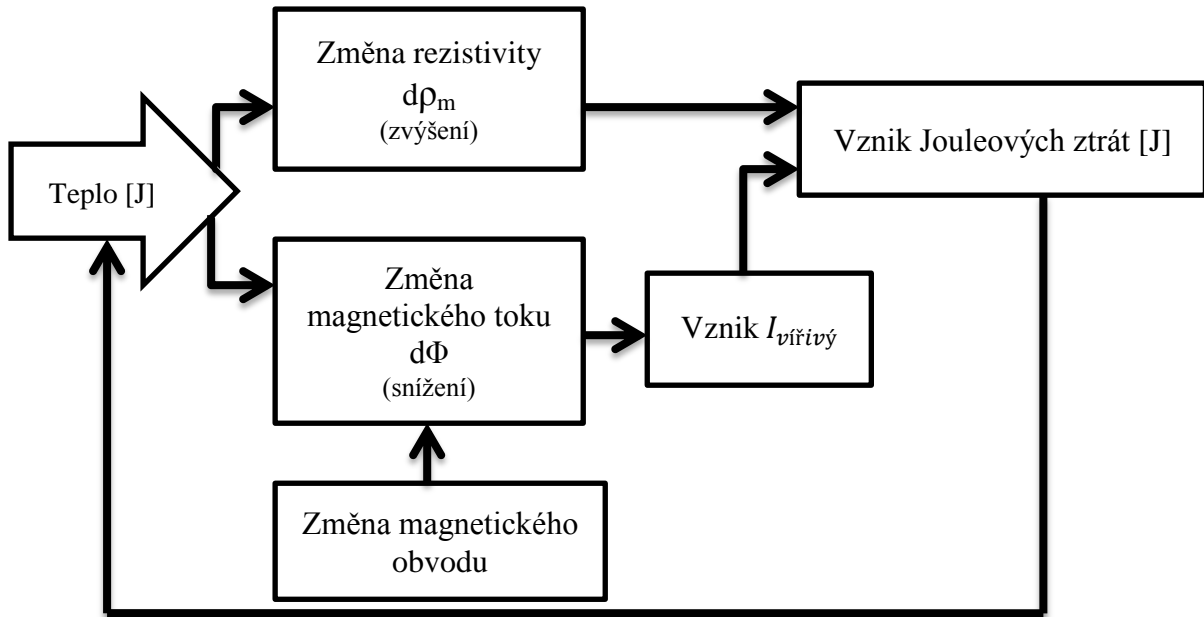 Změna rezistivity
dρm
(zvýšení)
Vznik Jouleových ztrát [J]
Teplo [J]
Změna
magnetického toku
dΦ
(snížení)
Vznik Ivířivý
Změna magnetického
obvodu